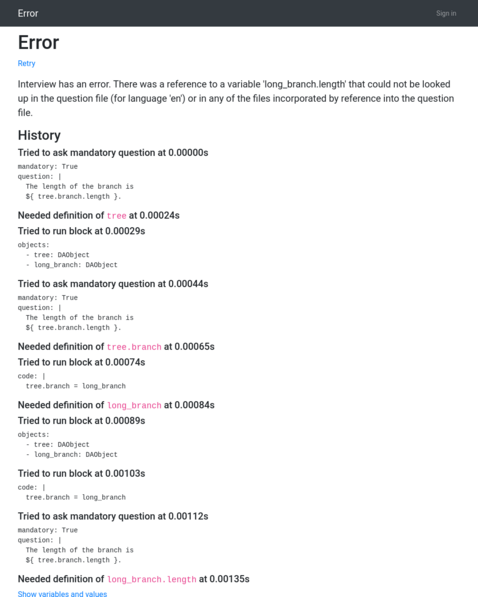 Error
Sign in
Error
Retry
Interview has an error. There was a reference to a variable 'long_branch.length' that could not be looked
up in the question file (for language 'en') or in any of the files incorporated by reference into the question
file.
History
Tried to ask mandatory question at 0.00000s
mandatory: True
question: |
  The length of the branch is
  ${ tree.branch.length }.
Needed definition of tree at 0.00024s
Tried to run block at 0.00029s
objects:
  - tree: DAObject
  - long_branch: DAObject
Tried to ask mandatory question at 0.00044s
mandatory: True
question: |
  The length of the branch is
  ${ tree.branch.length }.
Needed definition of tree.branch at 0.00065s
Tried to run block at 0.00074s
code: |
  tree.branch = long_branch
Needed definition of long_branch at 0.00084s
Tried to run block at 0.00089s
objects:
  - tree: DAObject
  - long_branch: DAObject
Tried to run block at 0.00103s
code: |
  tree.branch = long_branch
Tried to ask mandatory question at 0.00112s
mandatory: True
question: |
  The length of the branch is
  ${ tree.branch.length }.
Needed definition of long_branch.length at 0.00135s
Show variables and values